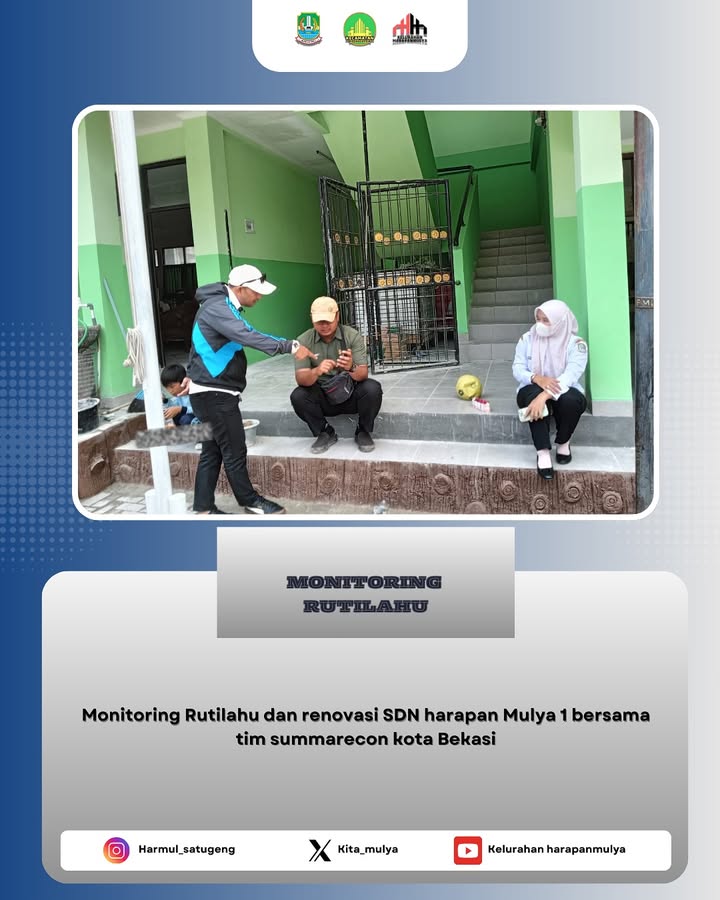 MONITORING
RUTILAHU
Monitoring Rutilahu dan renovasi SDN harapan Mulya 1 bersama
tim summarecon kota Bekasi
Harmul_satugeng
Kita_mulya
Kelurahan harapanmulya